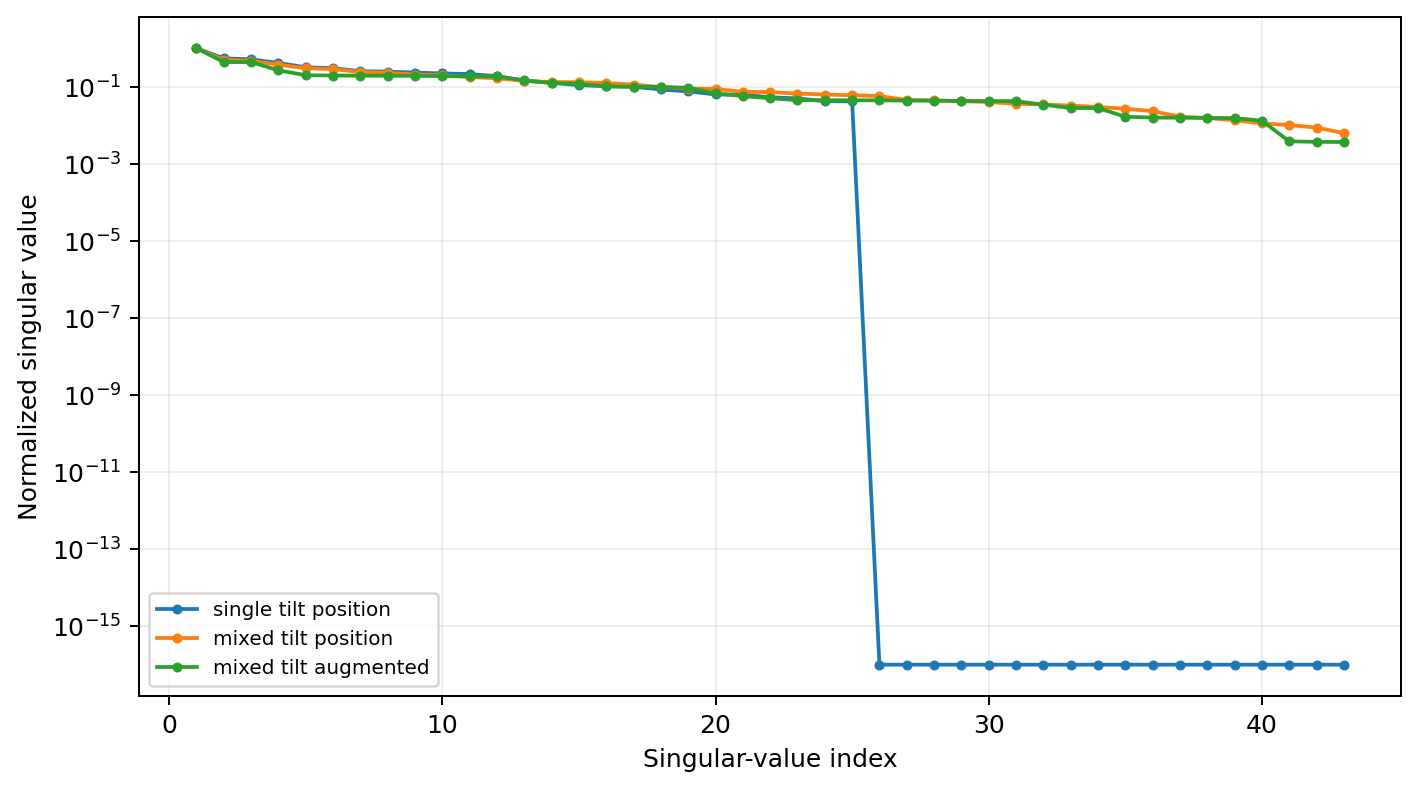 10⁻¹
10⁻³
10⁻⁵
10⁻⁷
10⁻⁹
10⁻¹¹
10⁻¹³
10⁻¹⁵
Normalized singular value
single tilt position
mixed tilt position
mixed tilt augmented
0 10 20 30 40
Singular-value index